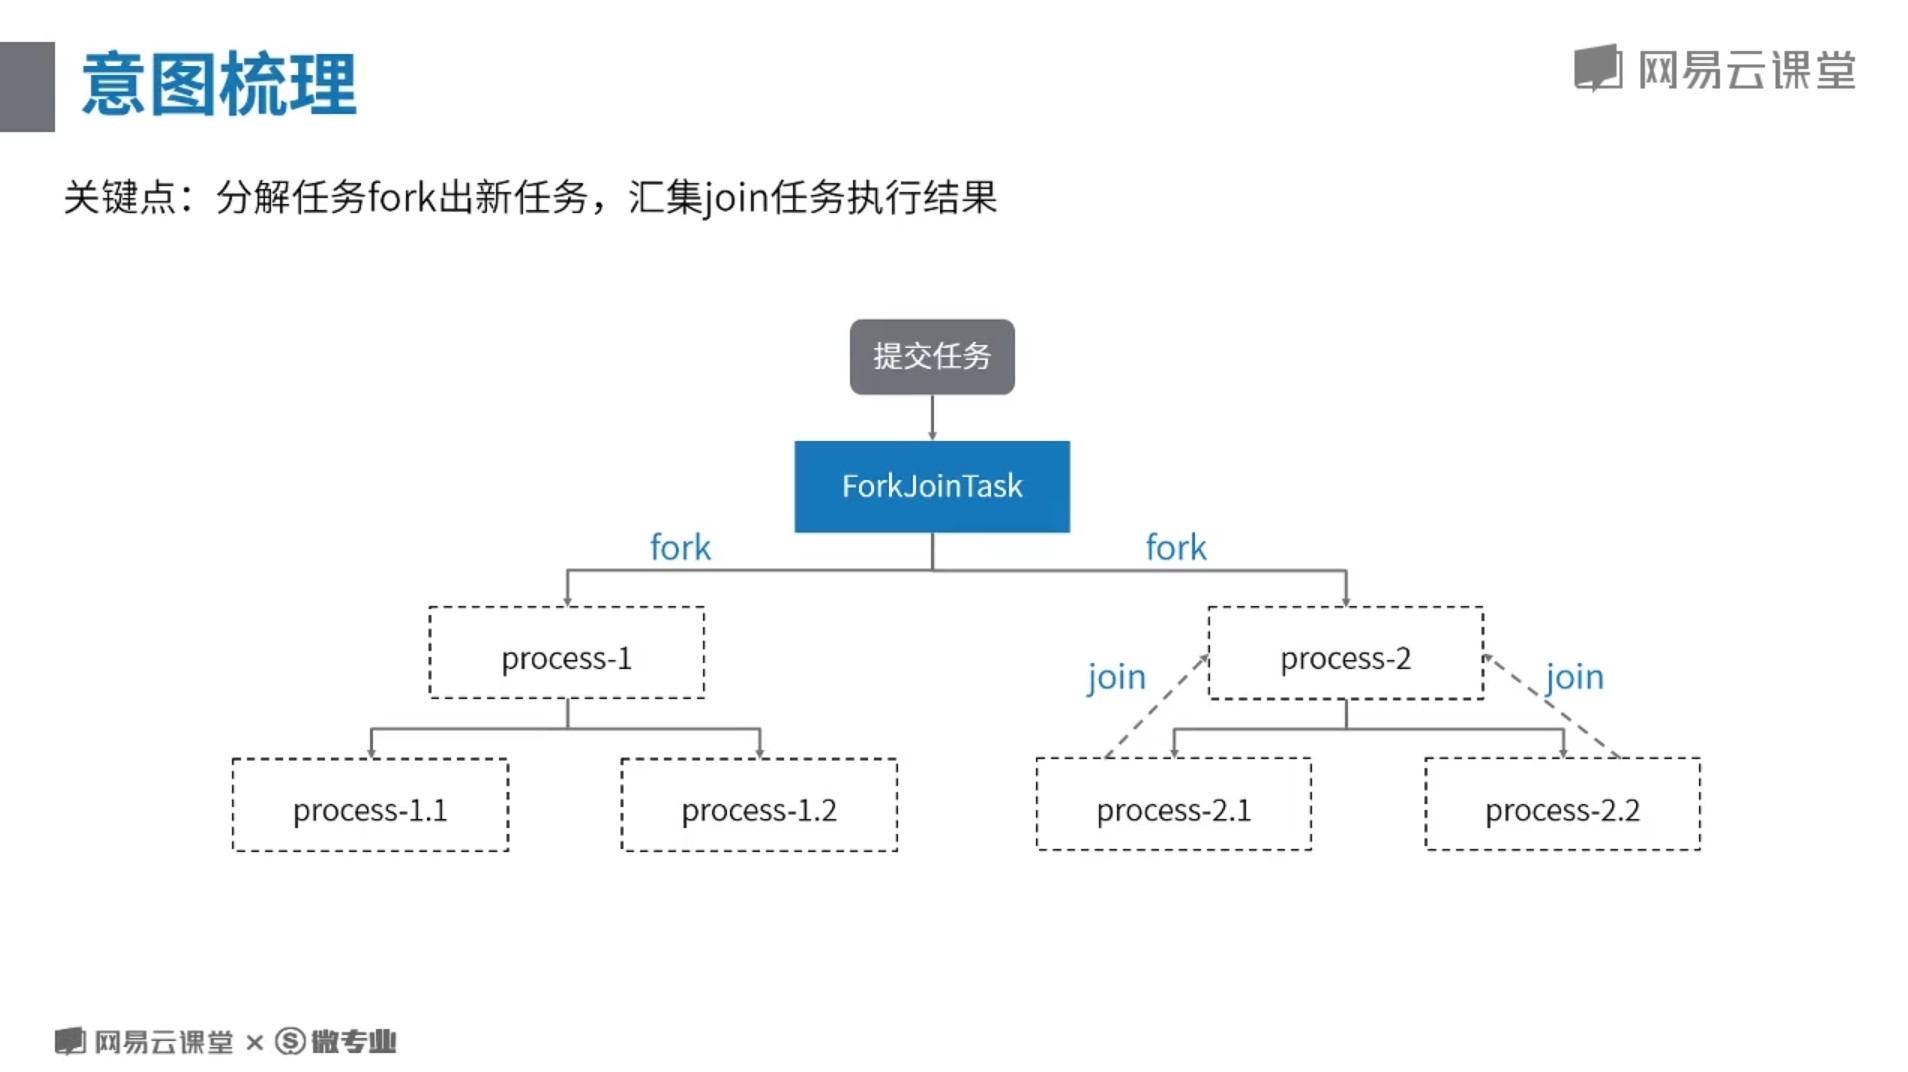 意图梳理
网易云课堂
关键点：分解任务fork出新任务，汇集join任务执行结果
提交任务
ForkJoinTask
fork
fork
process-1
process-2
join
join
process-1.1
process-1.2
process-2.1
process-2.2
网易云课堂 × 微专业